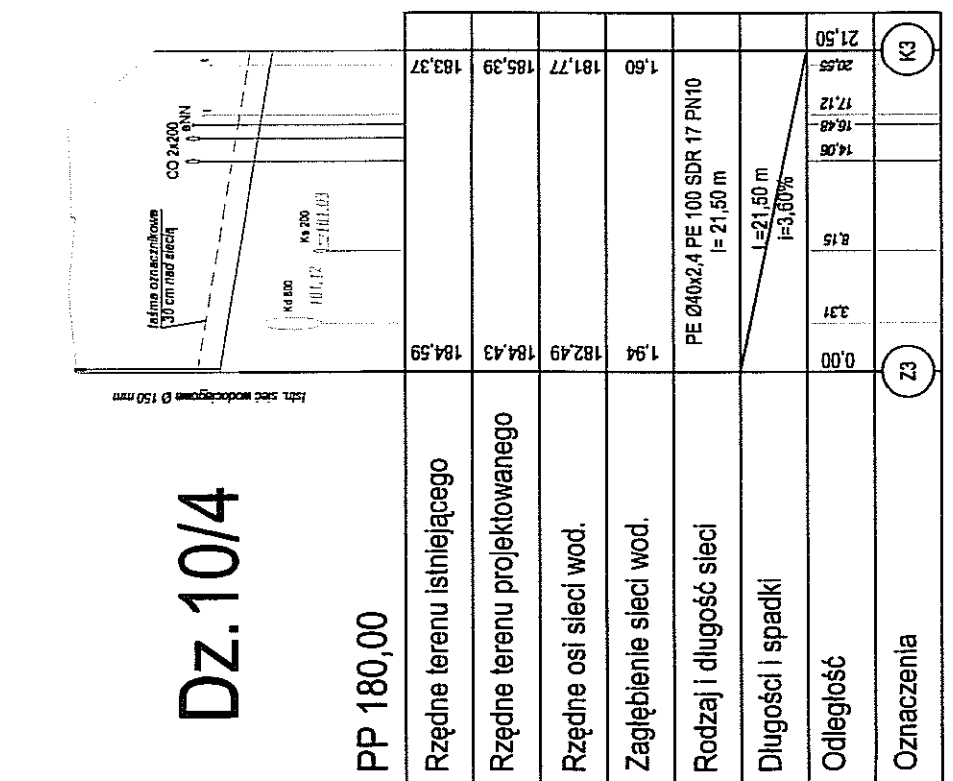 Dz.10/4
Istn. sieć wodociągowa Ø 150 mm
taśma oznacznikowa
30 cm nad siecią
Kd 800
Ks 200
CO 2x200
eNN
PP 180,00
Rzędne terenu istniejącego 184,59 183,37
Rzędne terenu projektowanego 184,43 185,39
Rzędne osi sieci wod. 182,49 181,77
Zagłębienie sieci wod. 1,94 1,60
Rodzaj i długość sieci PE Ø40x2,4 PE 100 SDR 17 PN10
l= 21,50 m
Długości i spadki l =21,50 m
i=3,60%
Odległość 0,00 3,31 8,15 14,06 16,48 17,12 20,55 21,50
Oznaczenia Z3 K3